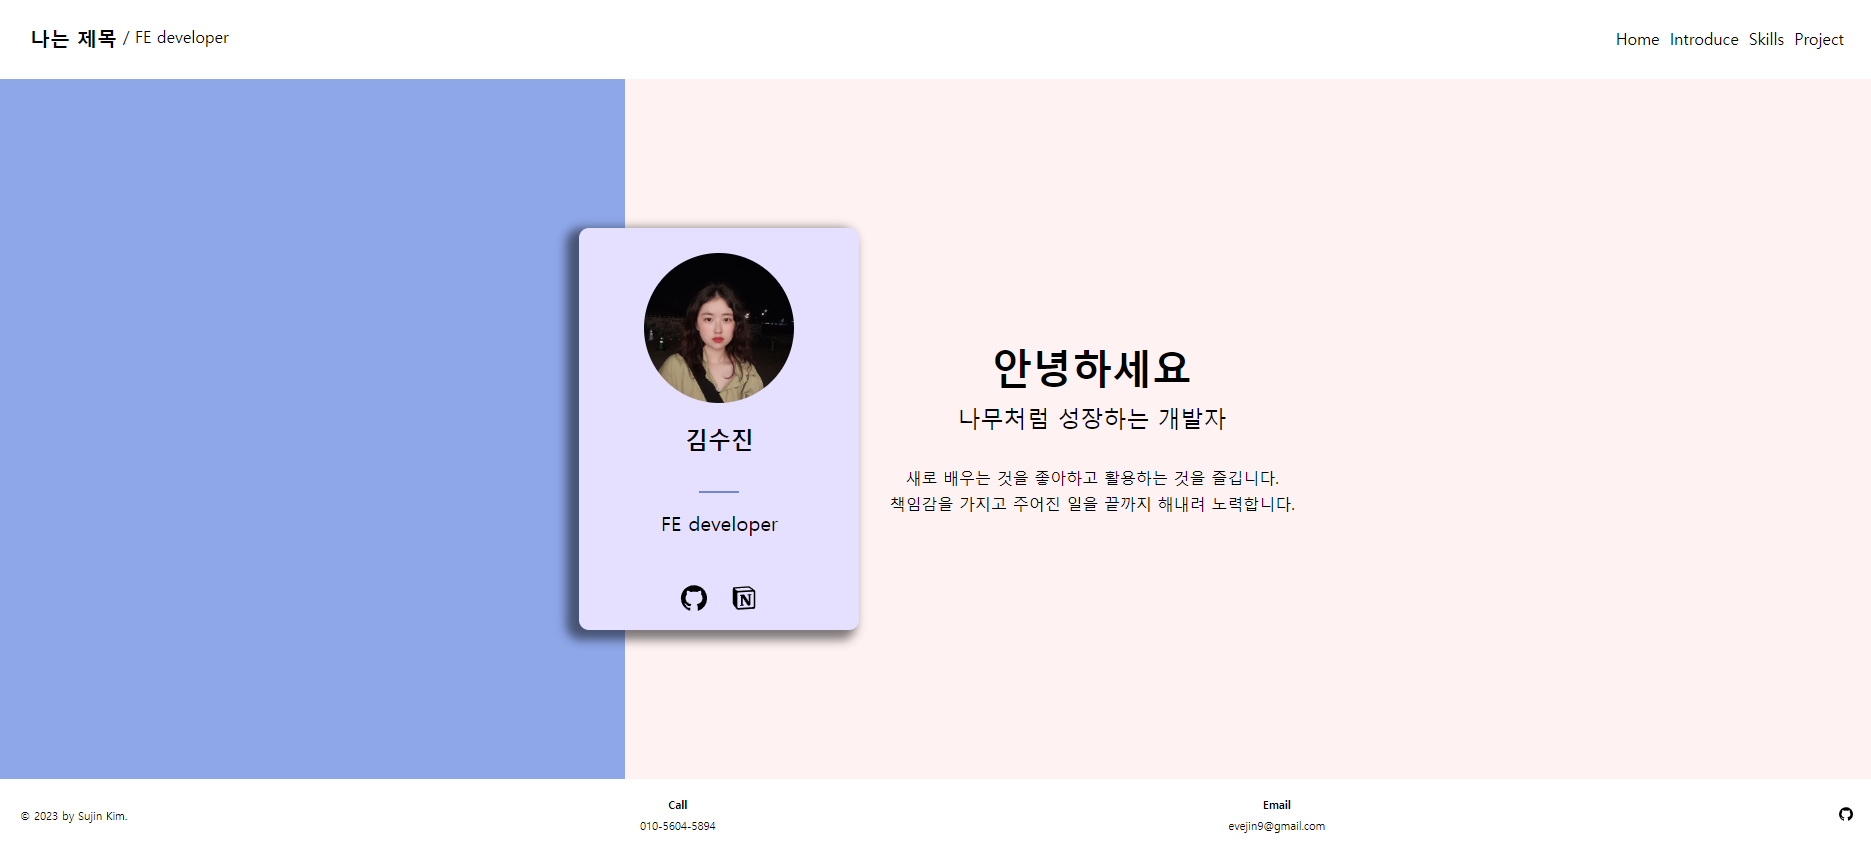 나는 제목 / FE developer
Home Introduce Skills Project
김수진
FE developer
N
안녕하세요
나무처럼 성장하는 개발자
새로 배우는 것을 좋아하고 활용하는 것을 즐깁니다.
책임감을 가지고 주어진 일을 끝까지 해내려 노력합니다.
© 2023 by Sujin Kim.
Call
010-5604-5894
Email
evejin9@gmail.com